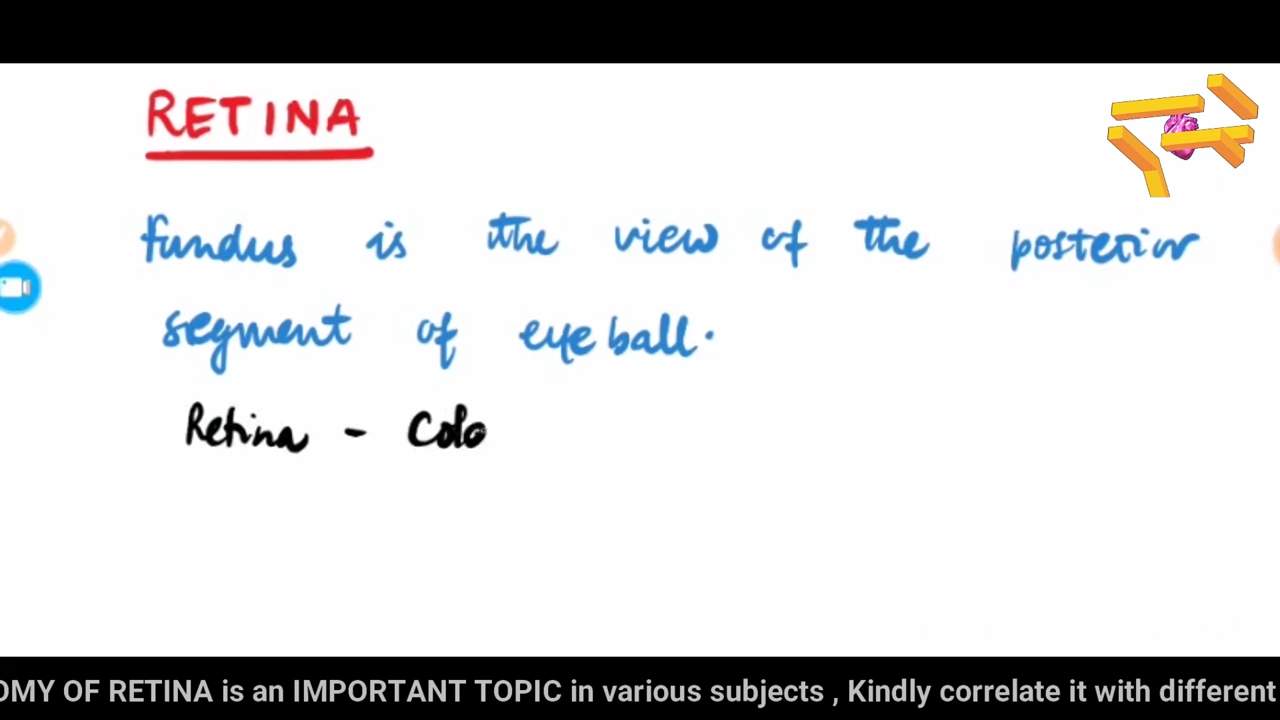 RETINA
fundus is the view of the posterior
segment of eye ball.
Retina - Colo
OMY OF RETINA is an IMPORTANT TOPIC in various subjects , Kindly correlate it with different